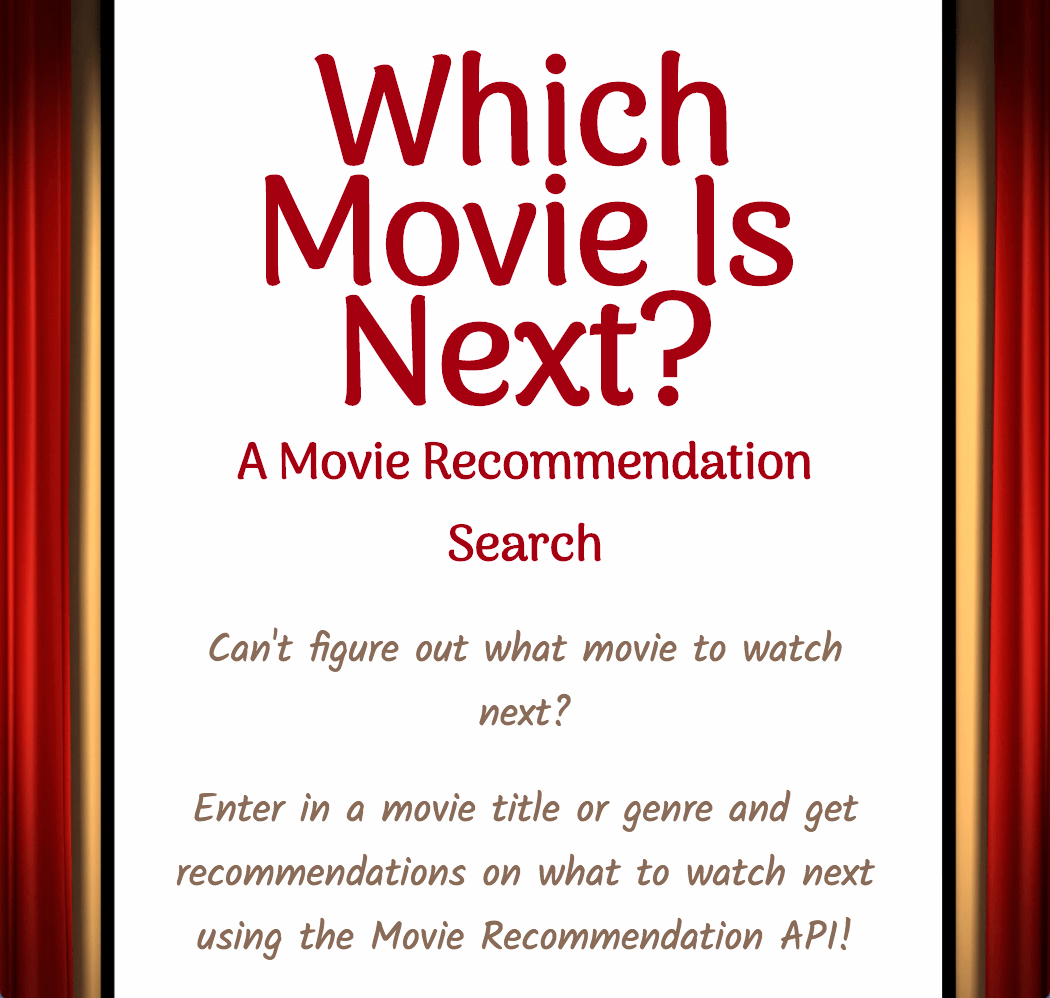 Which
Movie Is
Next?
A Movie Recommendation
Search
Can't figure out what movie to watch
next?
Enter in a movie title or genre and get
recommendations on what to watch next
using the Movie Recommendation API!